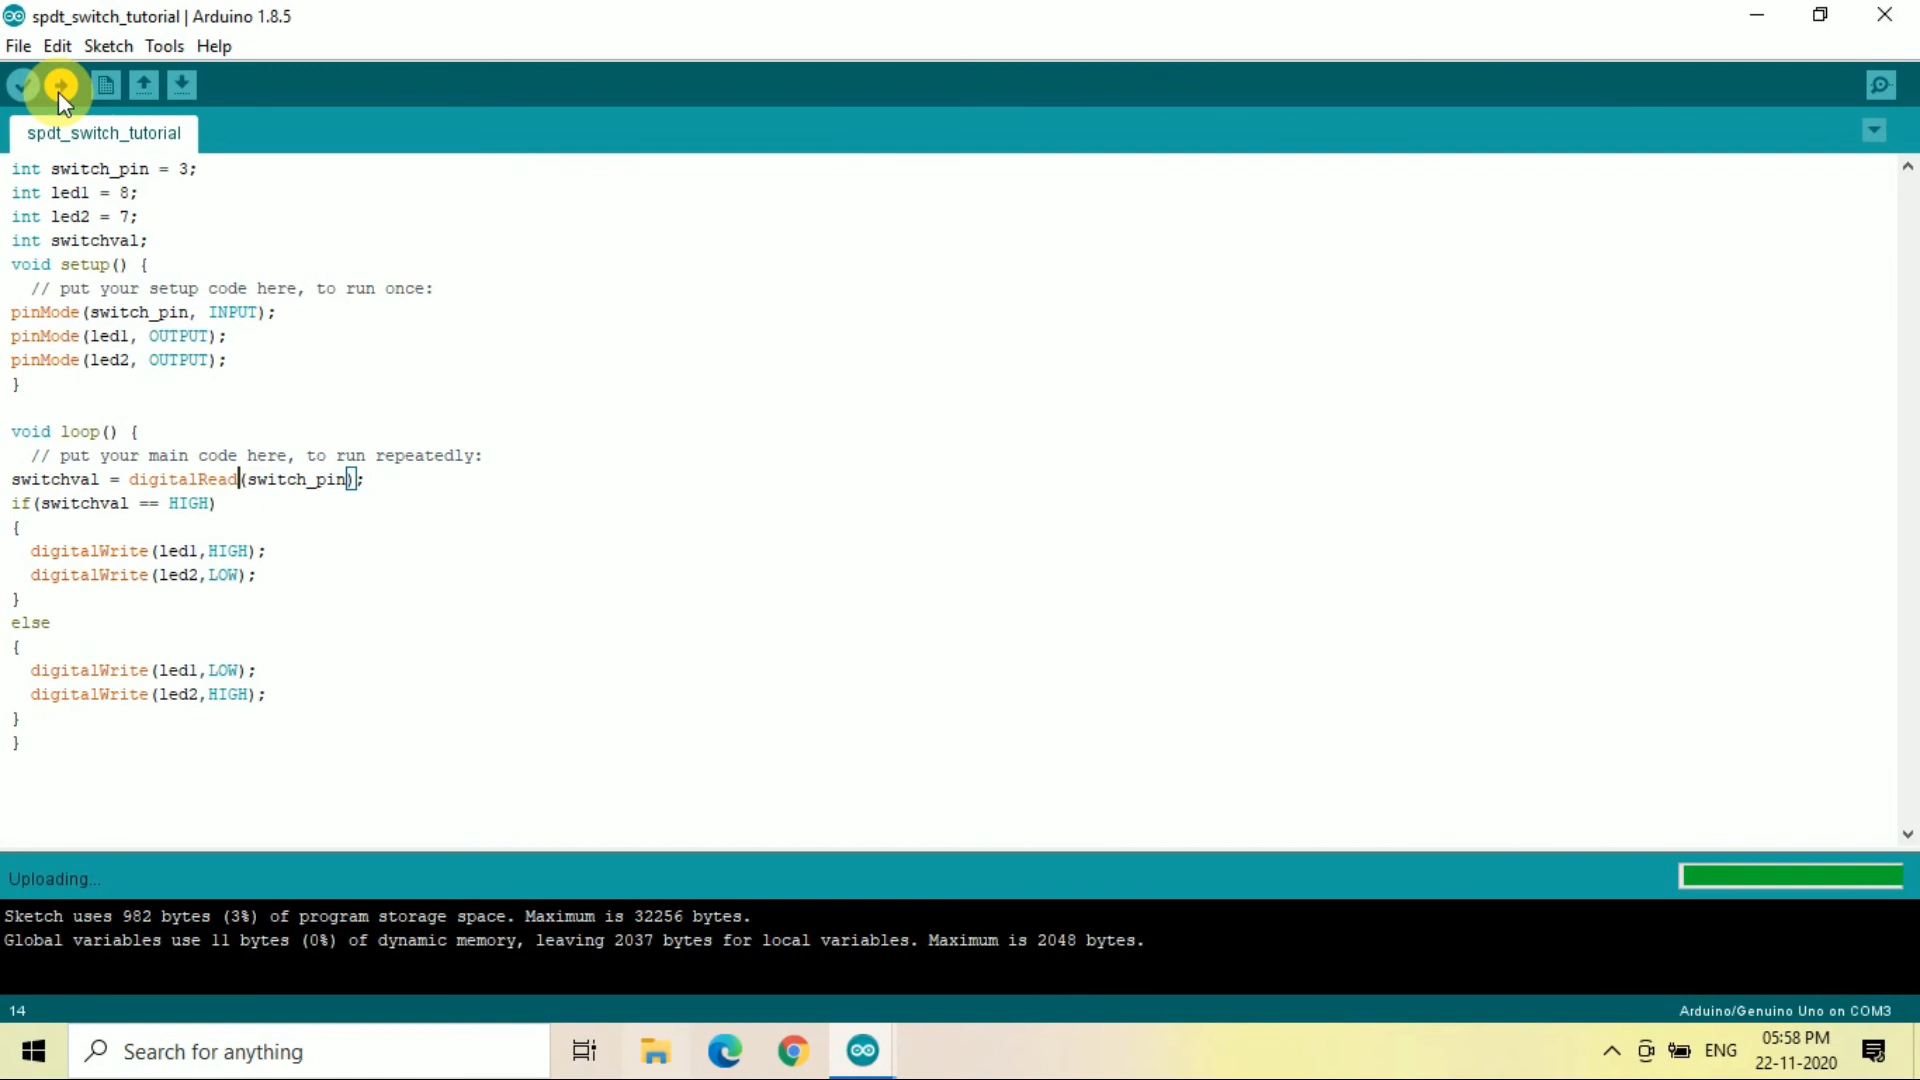 spdt_switch_tutorial | Arduino 1.8.5
File Edit Sketch Tools Help
spdt_switch_tutorial
int switch_pin = 3;
int led1 = 8;
int led2 = 7;
int switchval;
void setup() {
  // put your setup code here, to run once:
pinMode(switch_pin, INPUT);
pinMode(led1, OUTPUT);
pinMode(led2, OUTPUT);
}
void loop() {
  // put your main code here, to run repeatedly:
switchval = digitalRead(switch_pin);
if(switchval == HIGH)
{
  digitalWrite(led1,HIGH);
  digitalWrite(led2,LOW);
}
else
{
  digitalWrite(led1,LOW);
  digitalWrite(led2,HIGH);
}
}
Uploading...
Sketch uses 982 bytes (3%) of program storage space. Maximum is 32256 bytes.
Global variables use 11 bytes (0%) of dynamic memory, leaving 2037 bytes for local variables. Maximum is 2048 bytes.
14 Arduino/Genuino Uno on COM3
Search for anything
ENG
05:58 PM
22-11-2020